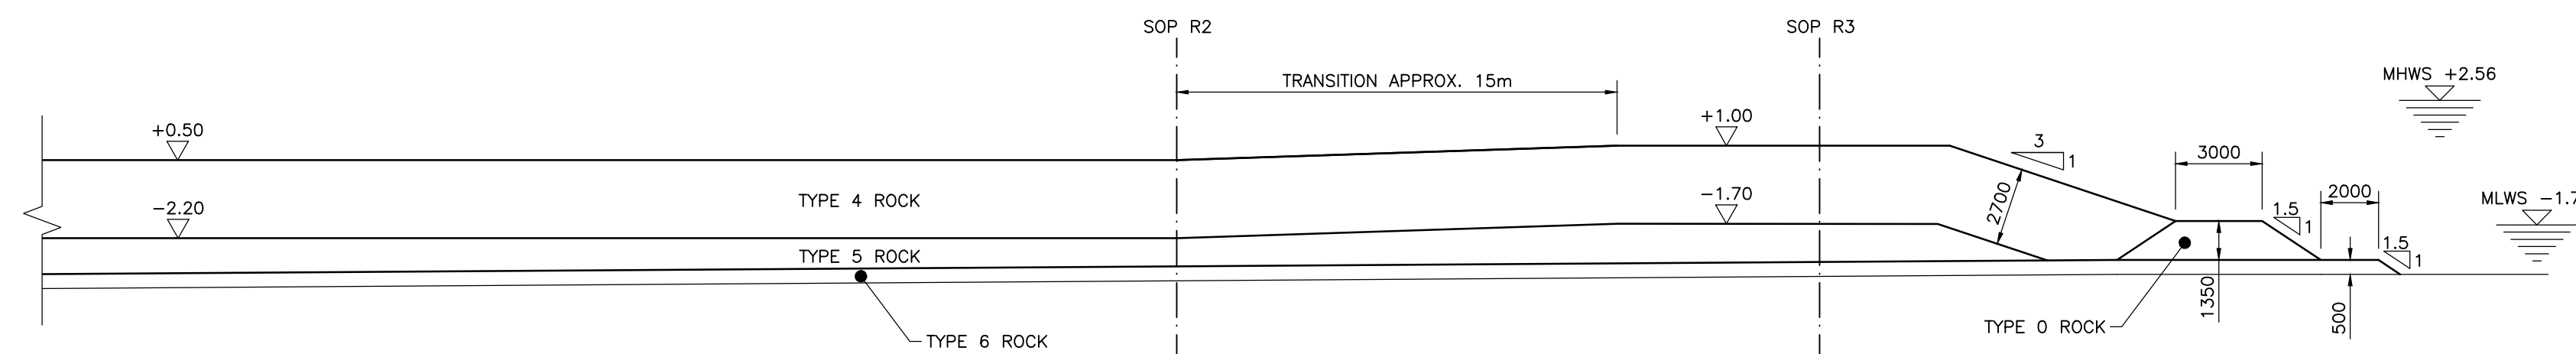 SOP R2
SOP R3
MHWS +2.56
TRANSITION APPROX. 15m
+0.50
+1.00
3
1
3000
TYPE 4 ROCK
-2.20
-1.70
2700
2000
MLWS -1.7
1.5
1
1.5
1
TYPE 5 ROCK
1350
500
TYPE 0 ROCK
TYPE 6 ROCK